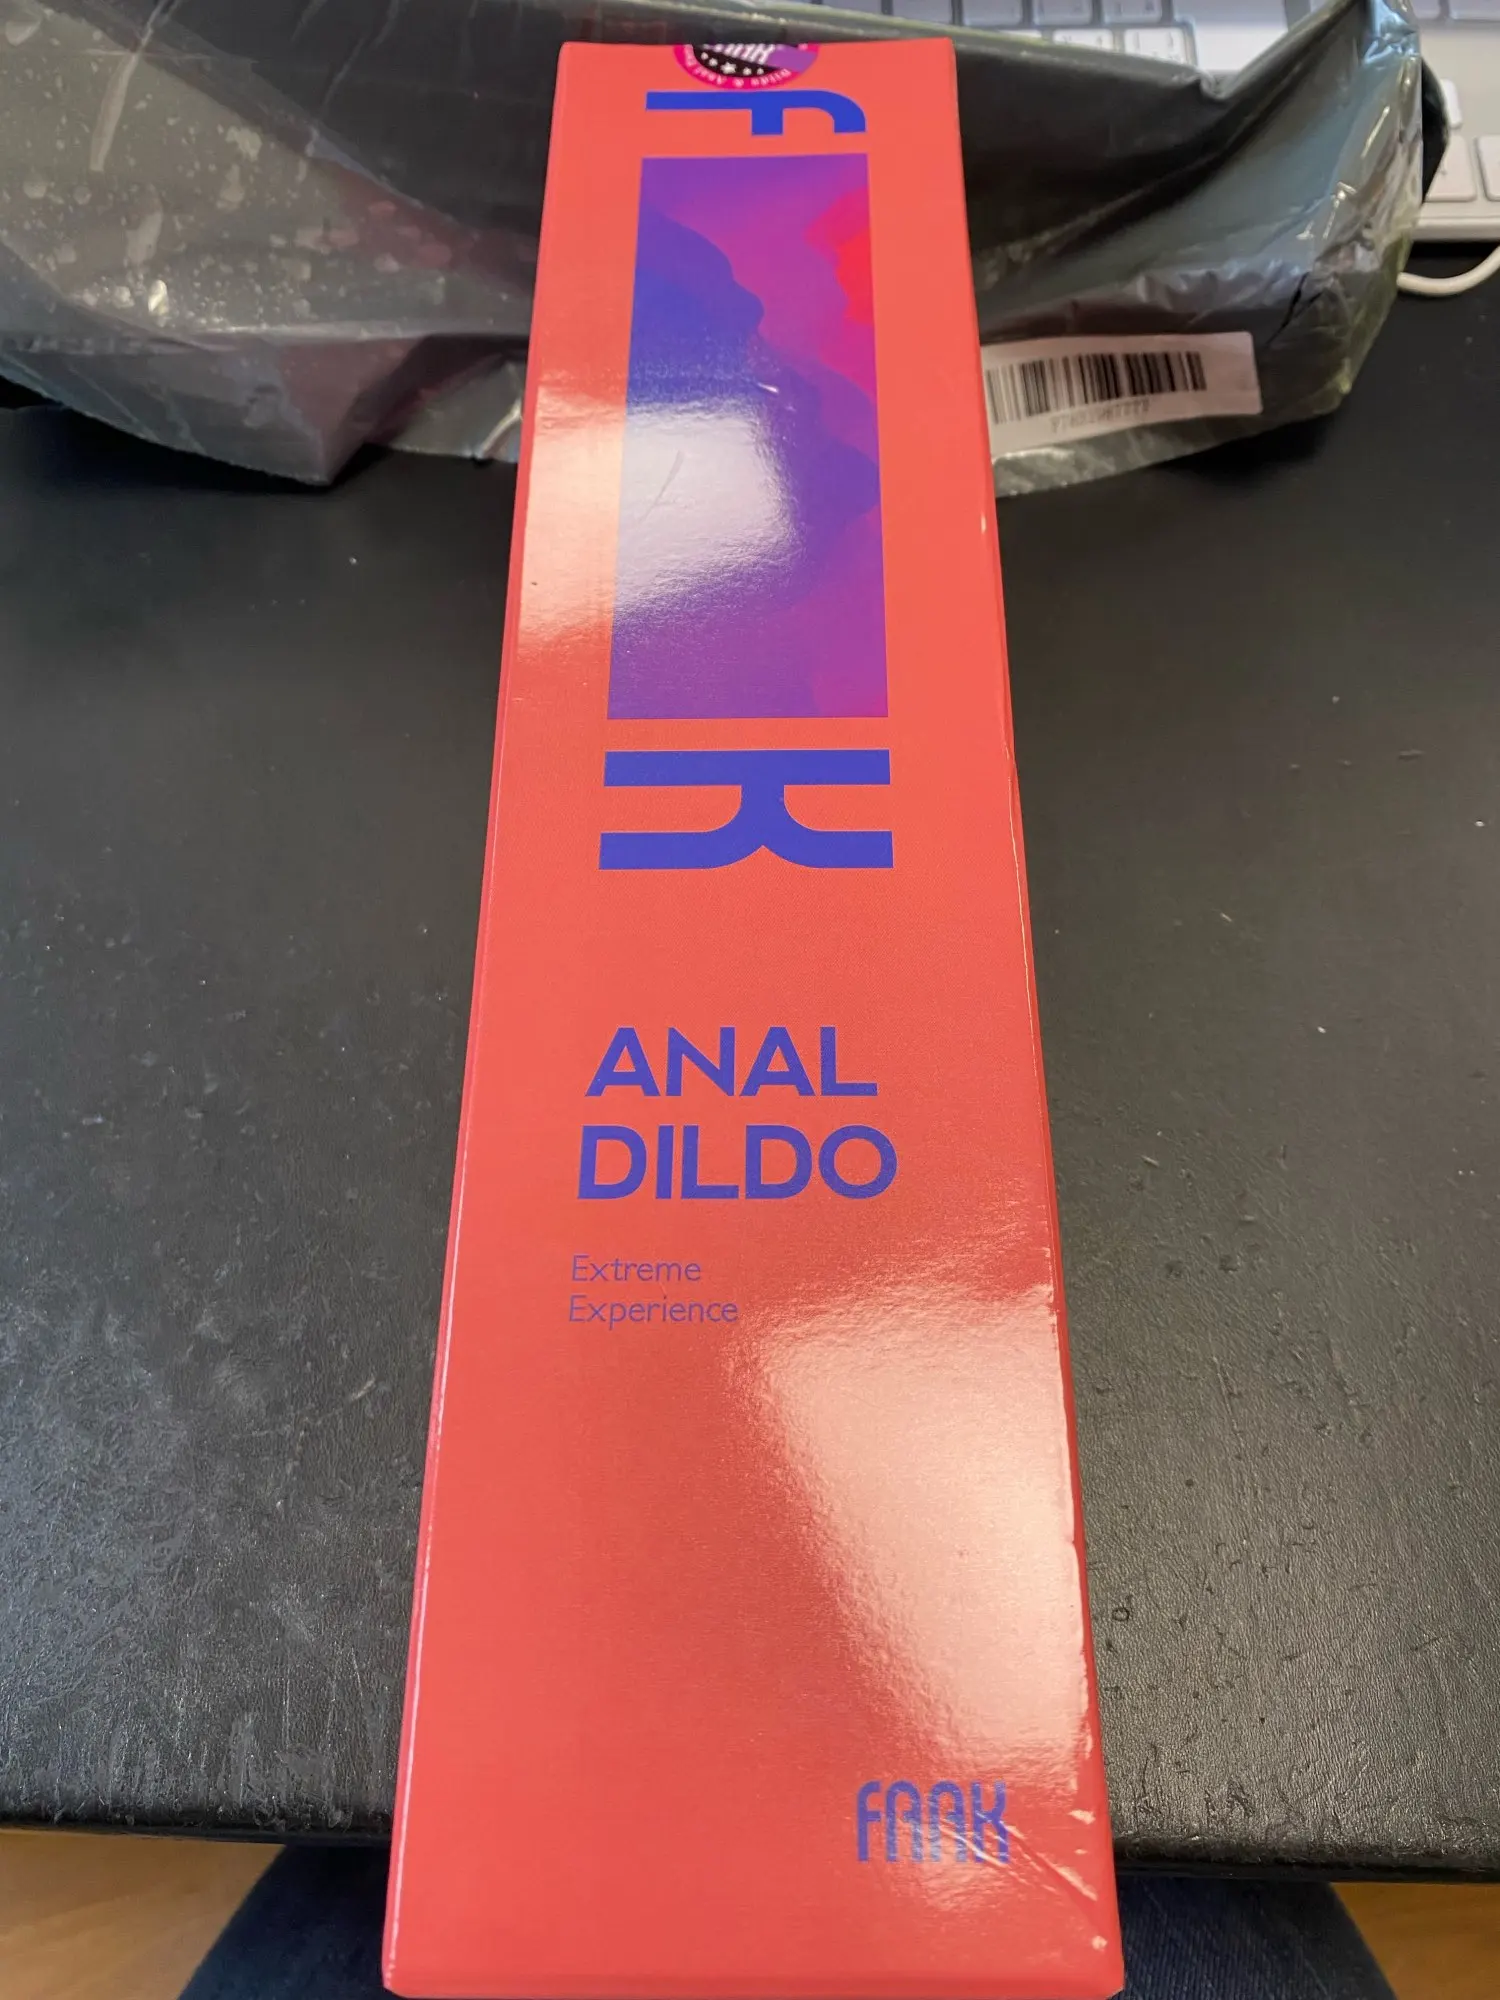 f K
ANAL
DILDO
Extreme
Experience
FAAK